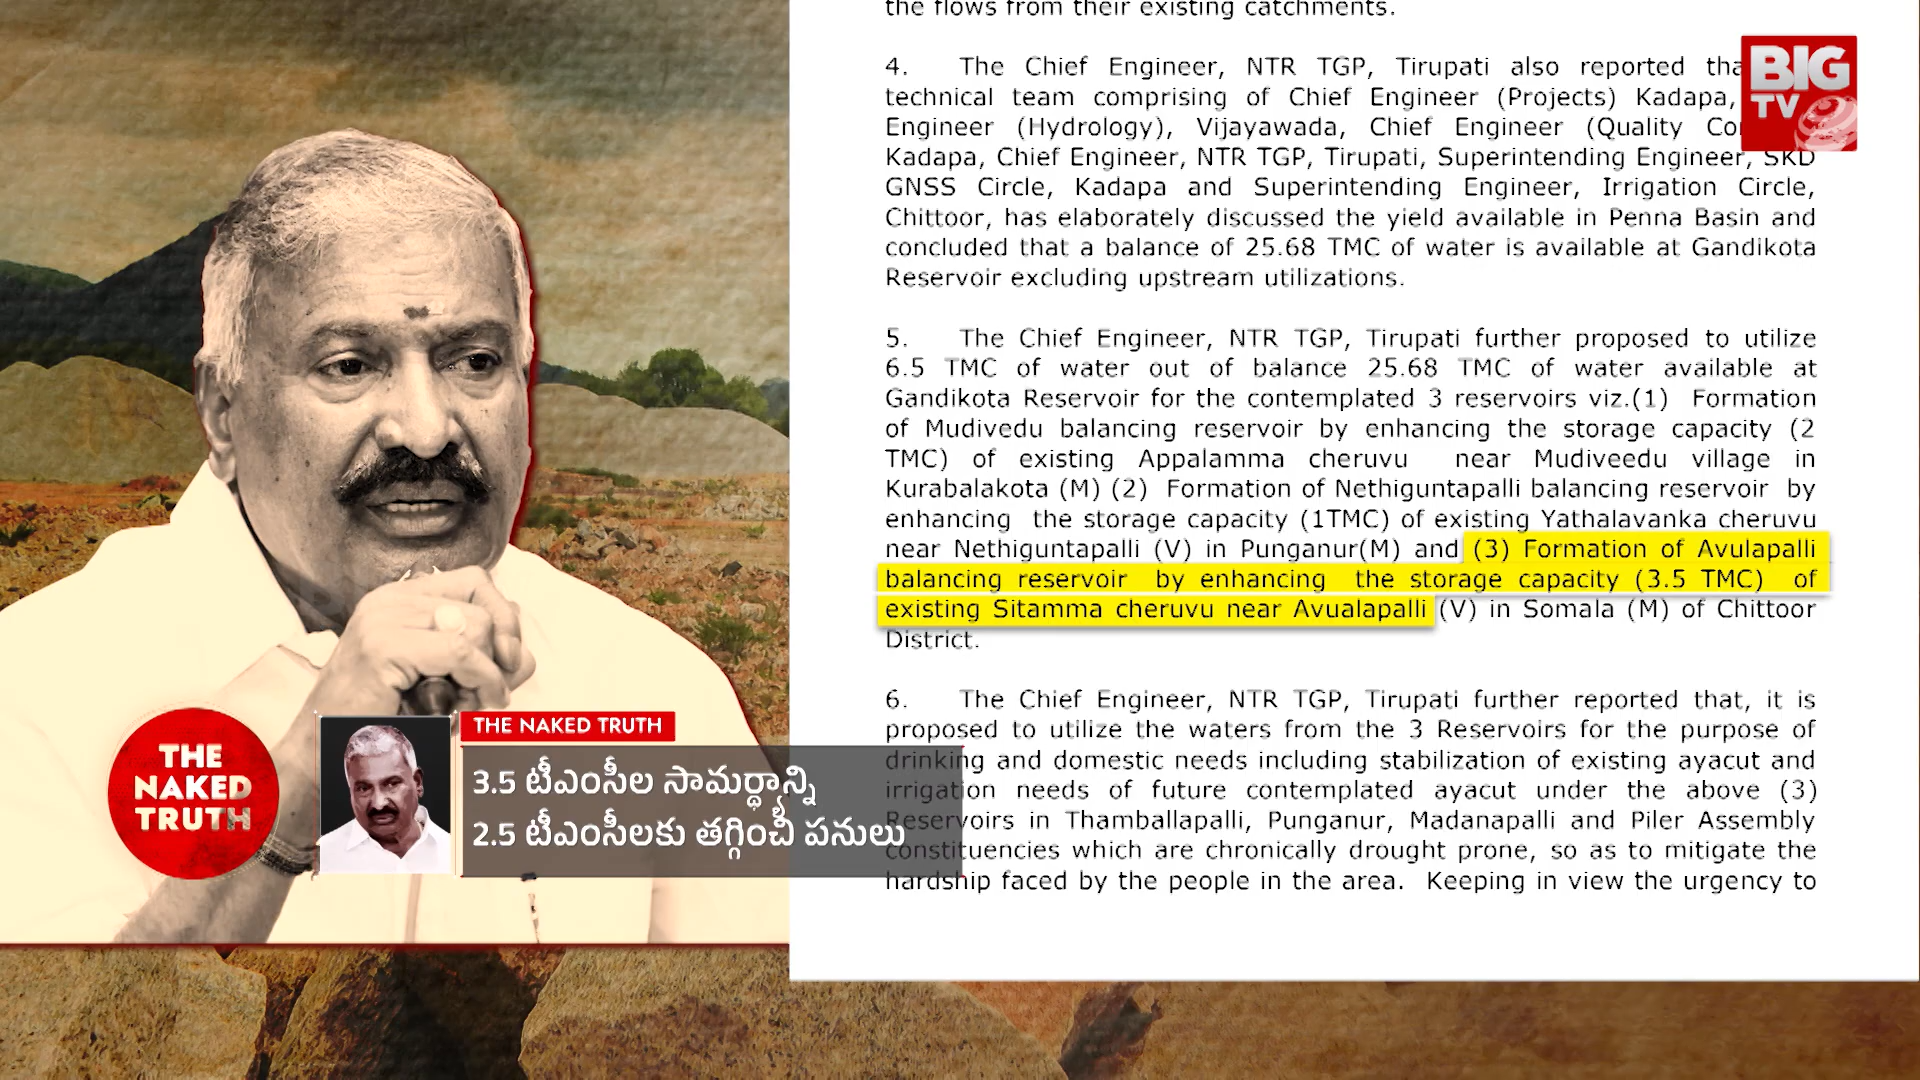 the flows from their existing catchments.
4. The Chief Engineer, NTR TGP, Tirupati also reported
technical team comprising of Chief Engineer (Projects) Kadapa,
Engineer (Hydrology), Vijayawada, Chief Engineer (Quality
Kadapa, Chief Engineer, NTR TGP, Tirupati, Superintending Engineer, SKD
GNSS Circle, Kadapa and Superintending Engineer, Irrigation Circle,
Chittoor, has elaborately discussed the yield available in Penna Basin and
concluded that a balance of 25.68 TMC of water is available at Gandikota
Reservoir excluding upstream utilizations.
5. The Chief Engineer, NTR TGP, Tirupati further proposed to utilize
6.5 TMC of water out of balance 25.68 TMC of water available at
Gandikota Reservoir for the contemplated 3 reservoirs viz.(1) Formation
of Mudivedu balancing reservoir by enhancing the storage capacity (2
TMC) of existing Appalamma cheruvu near Mudiveedu village in
Kurabalakota (M) (2) Formation of Nethiguntapalli balancing reservoir by
enhancing the storage capacity (1TMC) of existing Yathalavanka cheruvu
near Nethiguntapalli (V) in Punganur(M) and (3) Formation of Avulapalli
balancing reservoir by enhancing the storage capacity (3.5 TMC) of
existing Sitamma cheruvu near Avualapalli (V) in Somala (M) of Chittoor
District.
6. The Chief Engineer, NTR TGP, Tirupati further reported that, it is
proposed to utilize the waters from the 3 Reservoirs for the purpose of
drinking and domestic needs including stabilization of existing ayacut and
irrigation needs of future contemplated ayacut under the above (3)
Reservoirs in Thamballapalli, Punganur, Madanapalli and Piler Assembly
constituencies which are chronically drought prone, so as to mitigate the
hardship faced by the people in the area. Keeping in view the urgency to
BIG
TV
THE
NAKED
TRUTH
THE NAKED TRUTH
3.5 టీఎంసీల సామర్థ్యాన్ని
2.5 టీఎంసీలకు తగ్గించి పనులు